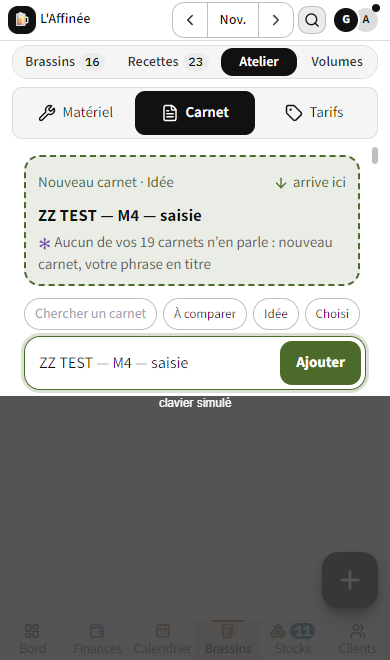 L'Affinée
Nov.
G
A
Brassins 16
Recettes 23
Atelier
Volumes
Matériel
Carnet
Tarifs
Nouveau carnet · Idée
arrive ici
ZZ TEST — M4 — saisie
Aucun de vos 19 carnets n’en parle : nouveau
carnet, votre phrase en titre
Chercher un carnet
À comparer
Idée
Choisi
ZZ TEST — M4 — saisie
Ajouter
clavier simulé
Bord
Finances
Calendrier
Brassins
Stocks
11
Clients